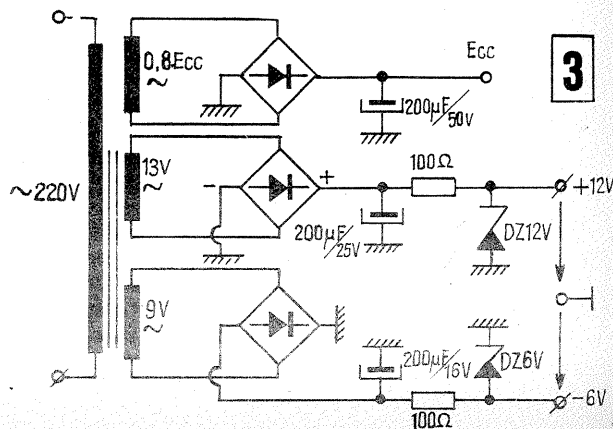 0,8Ecc
~
Ecc
3
200µF/50V
~220V
13V
~
-
+
100Ω
+12V
200µF/25V
DZ12V
9V
~
200µF/16V
DZ6V
100Ω
-6V